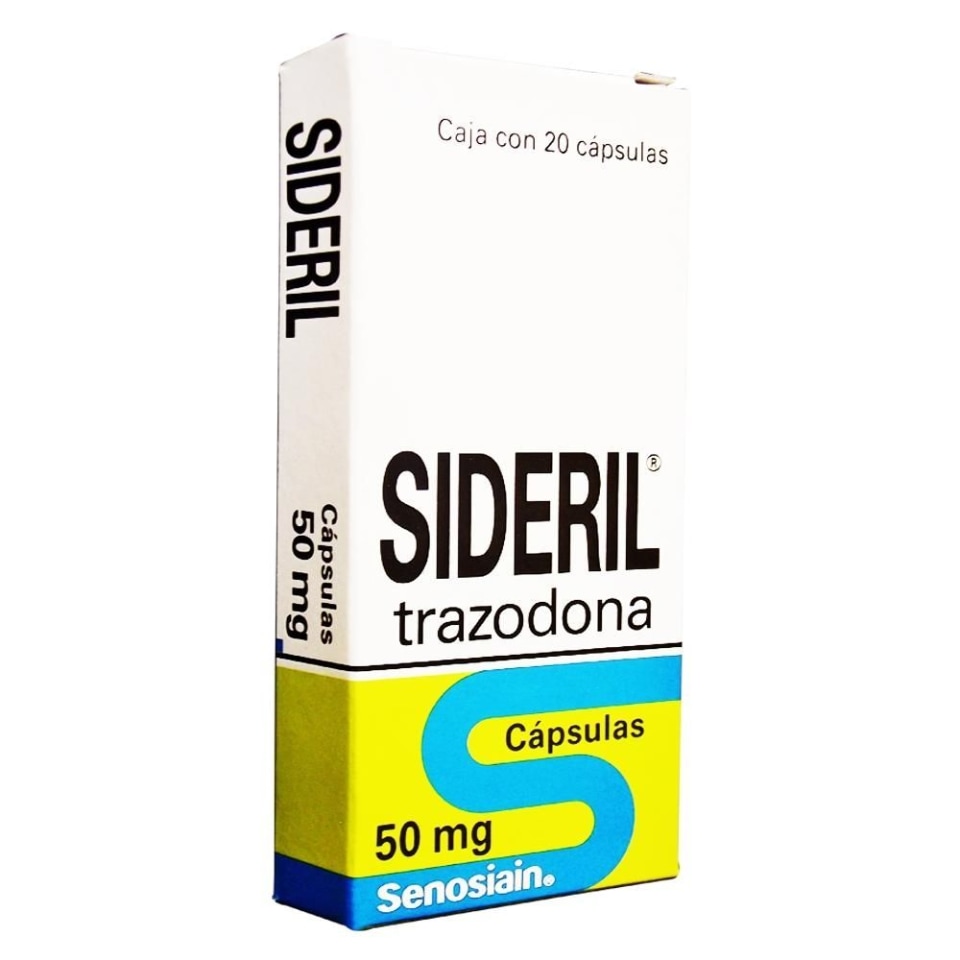 SIDERIL
Cápsulas
50 mg
Caja con 20 cápsulas
SIDERIL®
trazodona
Cápsulas
50 mg
Senosiain®